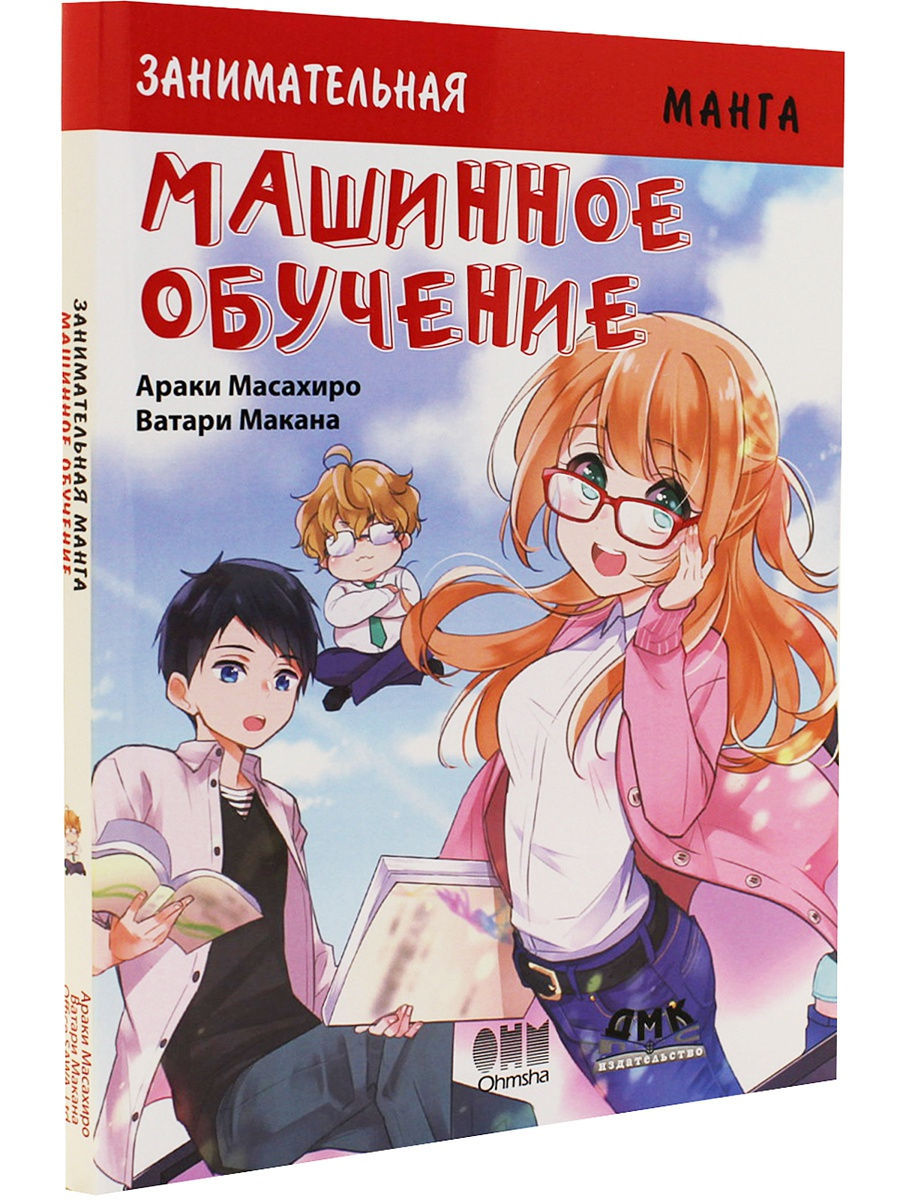 ЗАНИМАТЕЛЬНАЯ МАНГА
МАШИННОЕ
ОБУЧЕНИЕ
Араки Масахиро
Ватари Макана
OHM
Ohmsha
ДМК
издательство
ЗАНИМАТЕЛЬНАЯ МАНГА
МАШИННОЕ ОБУЧЕНИЕ
Араки Масахиро
Ватари Макана